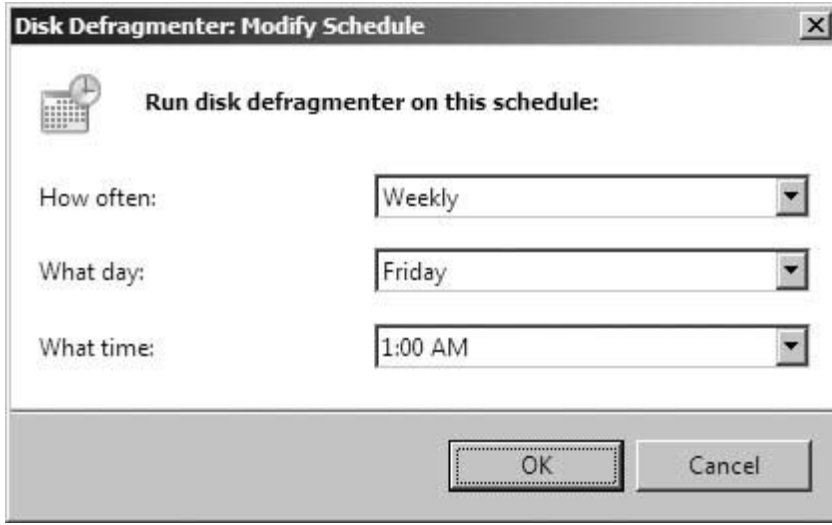 Disk Defragmenter: Modify Schedule
Run disk defragmenter on this schedule:
How often: Weekly
What day: Friday
What time: 1:00 AM
OK Cancel